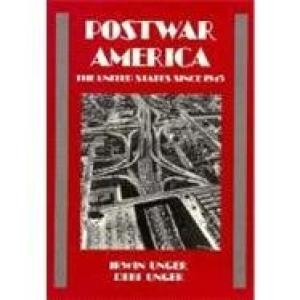 POSTWAR
AMERICA
THE UNITED STATES SINCE 1945
IRWIN UNGER
DEBI UNGER